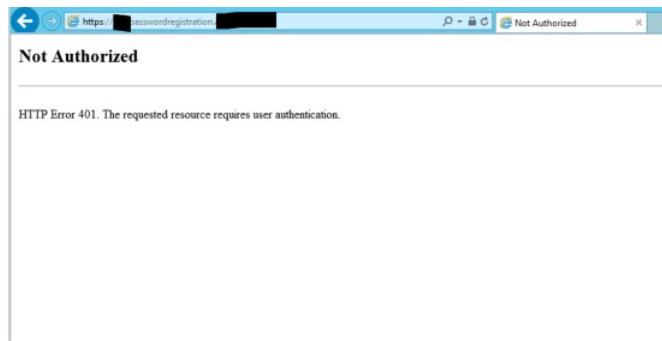 https:// passwordregistration.
Not Authorized
Not Authorized
HTTP Error 401. The requested resource requires user authentication.